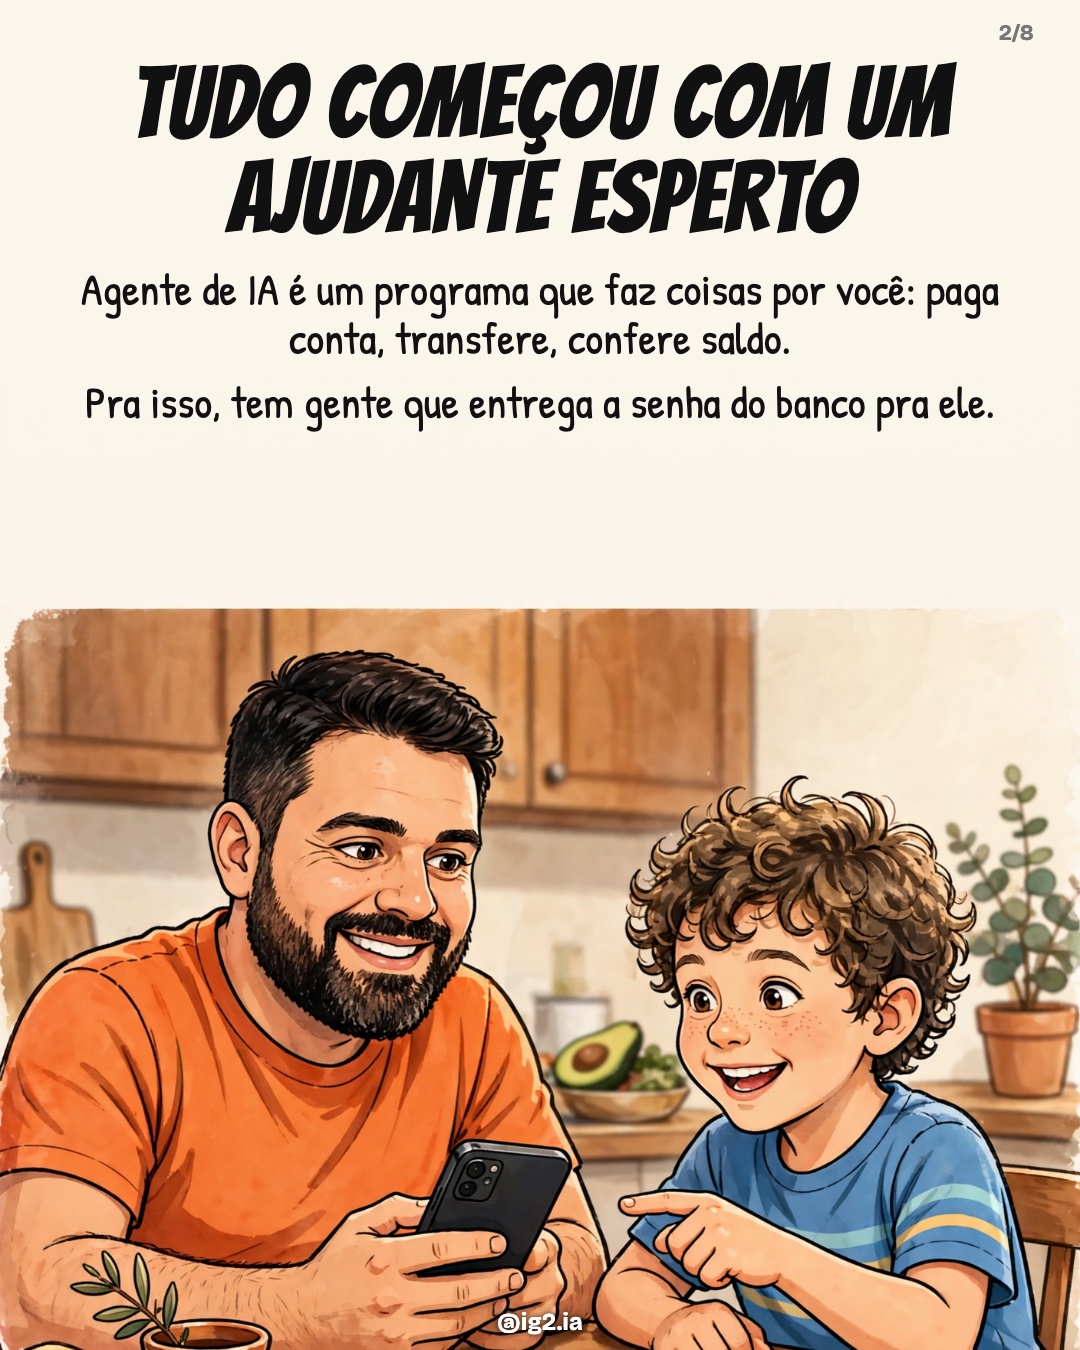 2/8
TUDO COMEÇOU COM UM
AJUDANTE ESPERTO
Agente de IA é um programa que faz coisas por você: paga
conta, transfere, confere saldo.
Pra isso, tem gente que entrega a senha do banco pra ele.
@ig2.ia